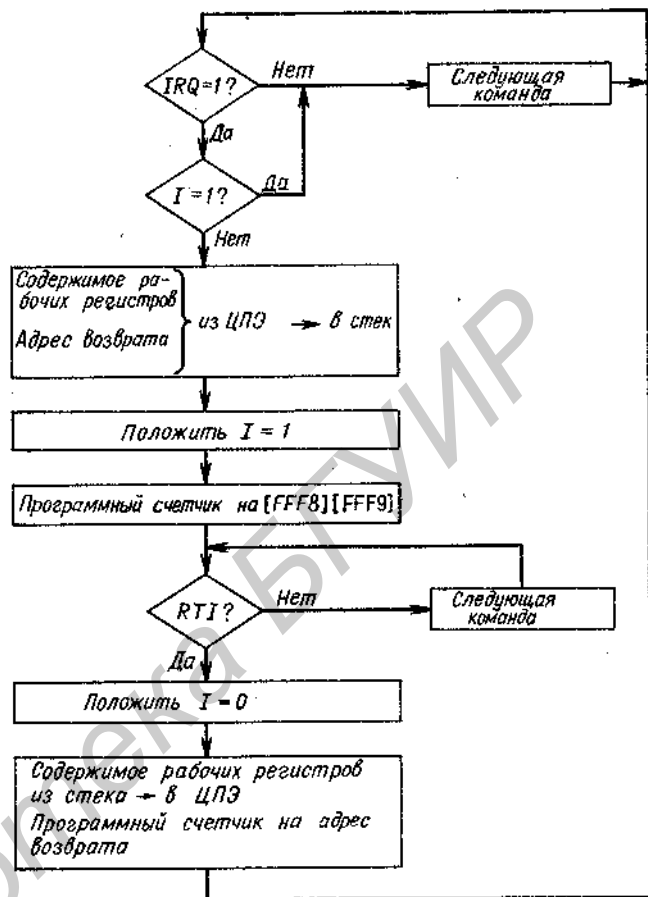 IRQ=1?
Нет
Следующая
команда
Да
I=1?
Да
Нет
Содержимое ра-
бочих регистров
Адрес возврата
из ЦПЭ → в стек
Положить I = 1
Программный счетчик на [FFF8][FFF9]
RTI?
Нет
Следующая
команда
Да
Положить I = 0
Содержимое рабочих регистров
из стека → в ЦПЭ
Программный счетчик на адрес
возврата
отека БГУИР